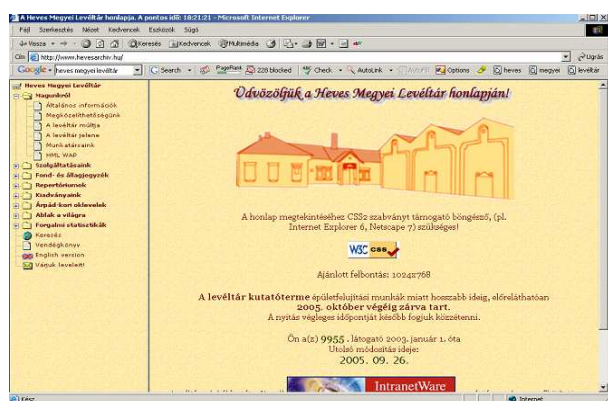 A Heves Megyei Levéltár honlapja. A pontos idő: 18:21:21 - Microsoft Internet Explorer
Fájl Szerkesztés Nézet Kedvencek Eszközök Súgó
Vissza Keresés Kedvencek Multimédia
Cím http://www.hevesarchiv.hu/ Ugrás
Google heves megyei levéltár Search PageRank 228 blocked Check AutoLink AutoFill Options heves megyei levéltár
Heves Megyei Levéltár
Magunkról
Általános információk
Megközelíthetőségünk
A levéltár múltja
A levéltár jelene
Munkatársaink
HML WAP
Szolgáltatásaink
Fond- és állagjegyzék
Repertóriumok
Kiadványaink
Árpád-kori oklevelek
Ablak a világra
Forgalmi statisztikák
Keresés
Vendégkönyv
English version
Várjuk leveleit!
Üdvözöljük a Heves Megyei Levéltár honlapján!
A honlap megtekintéséhez CSS2 szabványt támogató böngésző, (pl.
Internet Explorer 6, Netscape 7) szükséges!
W3C css
Ajánlott felbontás: 1024x768
A levéltár kutatóterme épületfelújítási munkák miatt hosszabb ideig, előreláthatóan
2005. október végéig zárva tart.
A nyitás végleges időpontját később fogjuk közzétenni.
Ön a(z) 9955. látogató 2003. január 1. óta
Utolsó módosítás ideje:
2005. 09. 26.
IntranetWare
Kész Internet